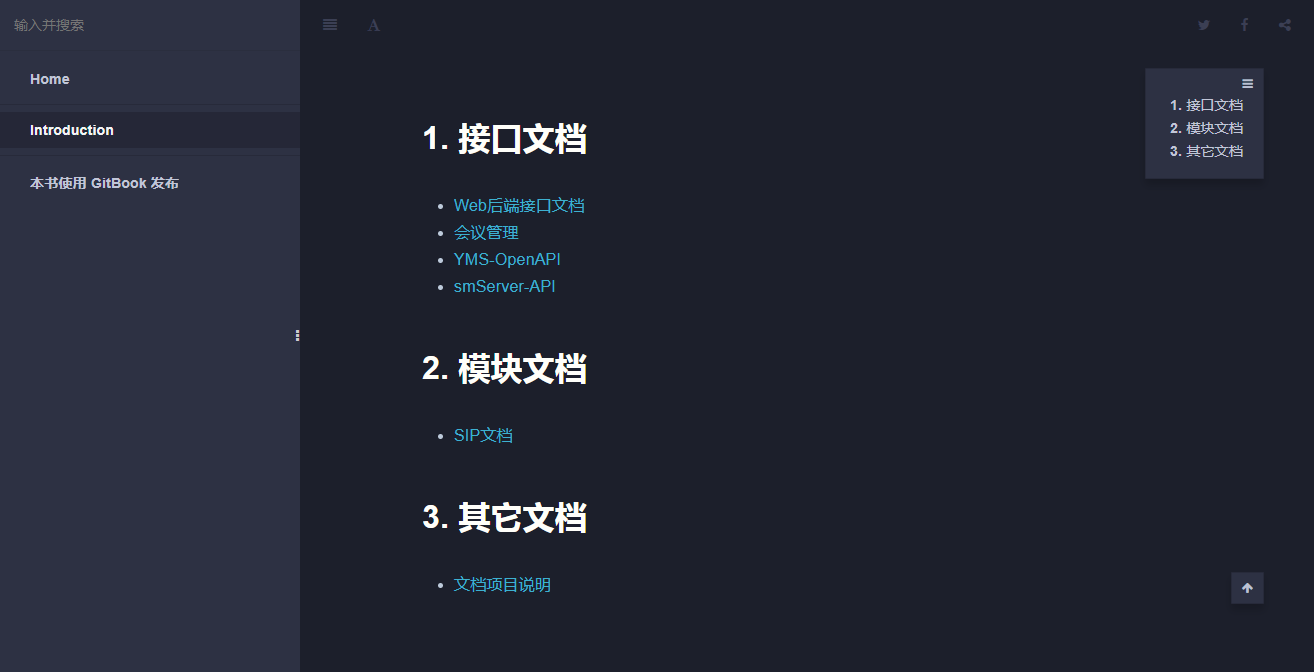 输入并搜索
Home
Introduction
本书使用 GitBook 发布
A
1. 接口文档
2. 模块文档
3. 其它文档
1. 接口文档
Web后端接口文档
会议管理
YMS-OpenAPI
smServer-API
2. 模块文档
SIP文档
3. 其它文档
文档项目说明